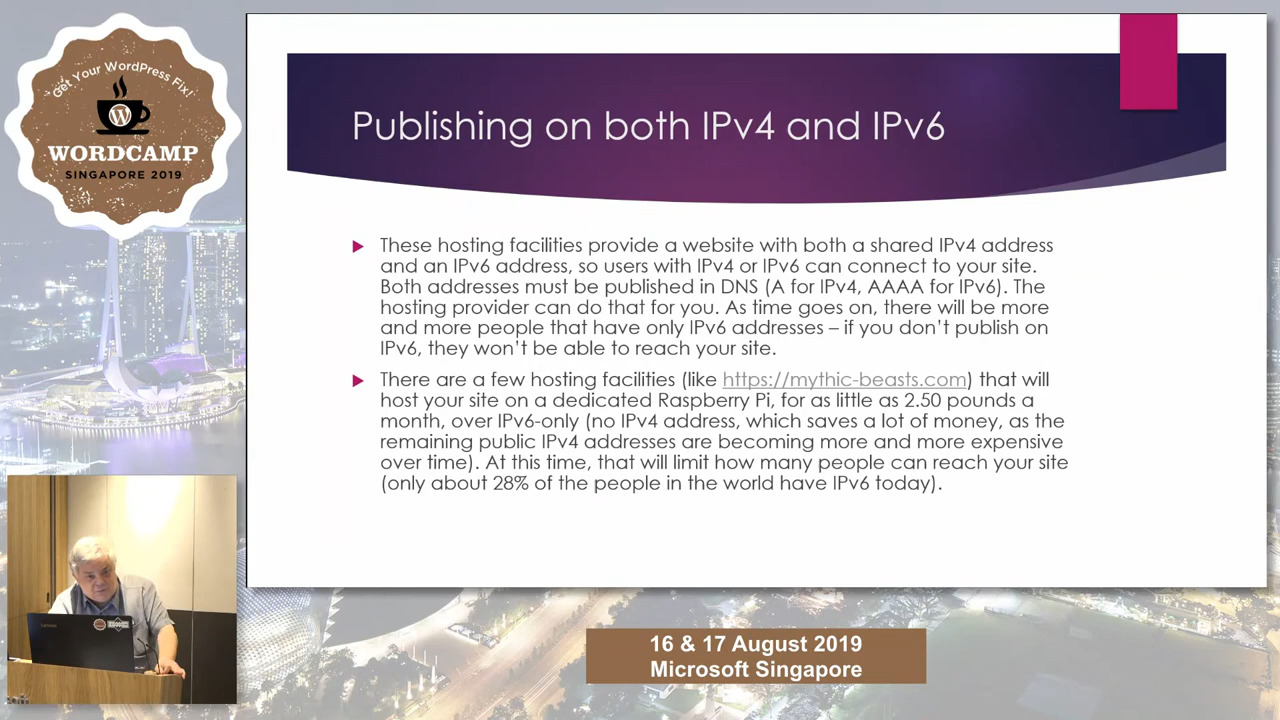 Get Your WordPress Fix!
WORDCAMP
SINGAPORE 2019
Publishing on both IPv4 and IPv6
These hosting facilities provide a website with both a shared IPv4 address
and an IPv6 address, so users with IPv4 or IPv6 can connect to your site.
Both addresses must be published in DNS (A for IPv4, AAAA for IPv6). The
hosting provider can do that for you. As time goes on, there will be more
and more people that have only IPv6 addresses – if you don't publish on
IPv6, they won't be able to reach your site.
There are a few hosting facilities (like https://mythic-beasts.com) that will
host your site on a dedicated Raspberry Pi, for as little as 2.50 pounds a
month, over IPv6-only (no IPv4 address, which saves a lot of money, as the
remaining public IPv4 addresses are becoming more and more expensive
over time). At this time, that will limit how many people can reach your site
(only about 28% of the people in the world have IPv6 today).
16 & 17 August 2019
Microsoft Singapore